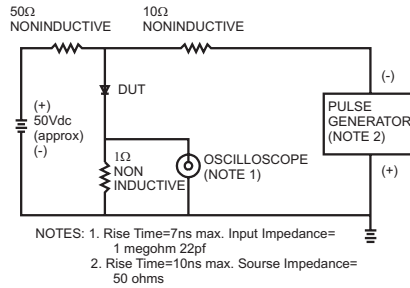 50Ω
NONINDUCTIVE
10Ω
NONINDUCTIVE
(+)
50Vdc
(approx)
(-)
DUT
1Ω
NON
INDUCTIVE
OSCILLOSCOPE
(NOTE 1)
(-)
PULSE
GENERATOR
(NOTE 2)
(+)
NOTES: 1. Rise Time=7ns max. Input Impedance=
1 megohm 22pf
2. Rise Time=10ns max. Sourse Impedance=
50 ohms